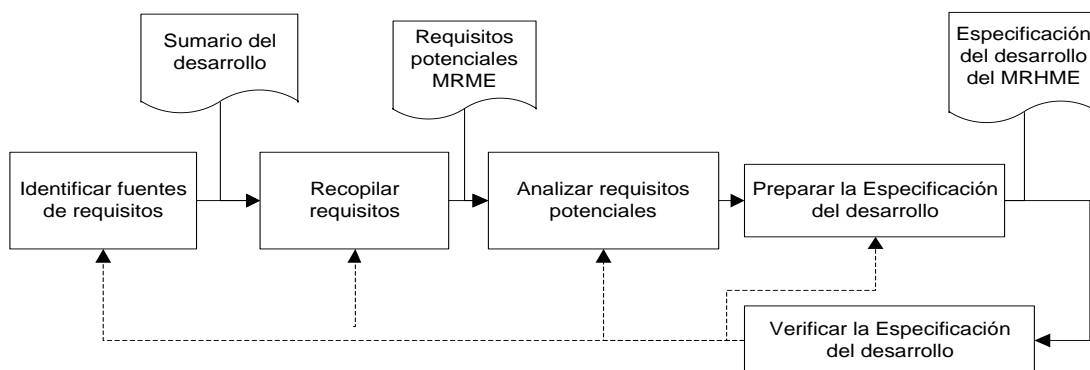 Sumario del
desarrollo
Requisitos
potenciales
MRME
Especificación
del desarrollo
del MRHME
Identificar fuentes
de requisitos
Recopilar
requisitos
Analizar requisitos
potenciales
Preparar la Especificación
del desarrollo
Verificar la Especificación
del desarrollo